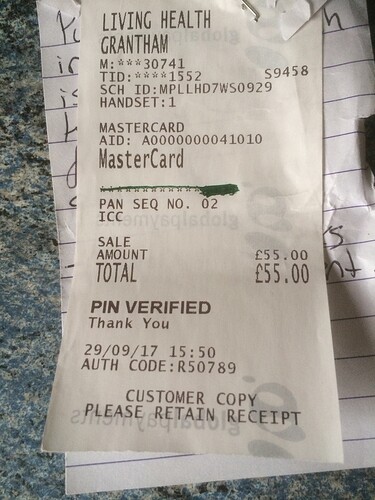 LIVING HEALTH
GRANTHAM
M:***30741
TID:****1552 S9458
SCH ID:MPLLHD7WS0929
HANDSET:1
MASTERCARD
AID: A0000000041010
MasterCard
PAN SEQ NO. 02
ICC
SALE
AMOUNT £55.00
TOTAL £55.00
PIN VERIFIED
Thank You
29/09/17 15:50
AUTH CODE:R50789
CUSTOMER COPY
PLEASE RETAIN RECEIPT